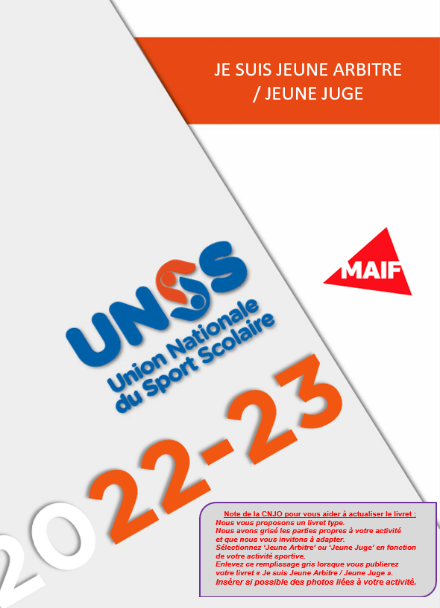 JE SUIS JEUNE ARBITRE
/ JEUNE JUGE
MAIF
UNSS
Union Nationale
du Sport Scolaire
2022-23
Note de la CNJO pour vous aider à actualiser le livret :
Nous vous proposons un livret type.
Nous avons grisé les parties propres à votre activité
et que nous vous invitons à adapter.
Sélectionnez 'Jeune Arbitre' ou 'Jeune Juge' en fonction
de votre activité sportive.
Enlevez ce remplissage gris lorsque vous publierez
votre livret « Je suis Jeune Arbitre / Jeune Juge ».
Insérer si possible des photos liées à votre activité.